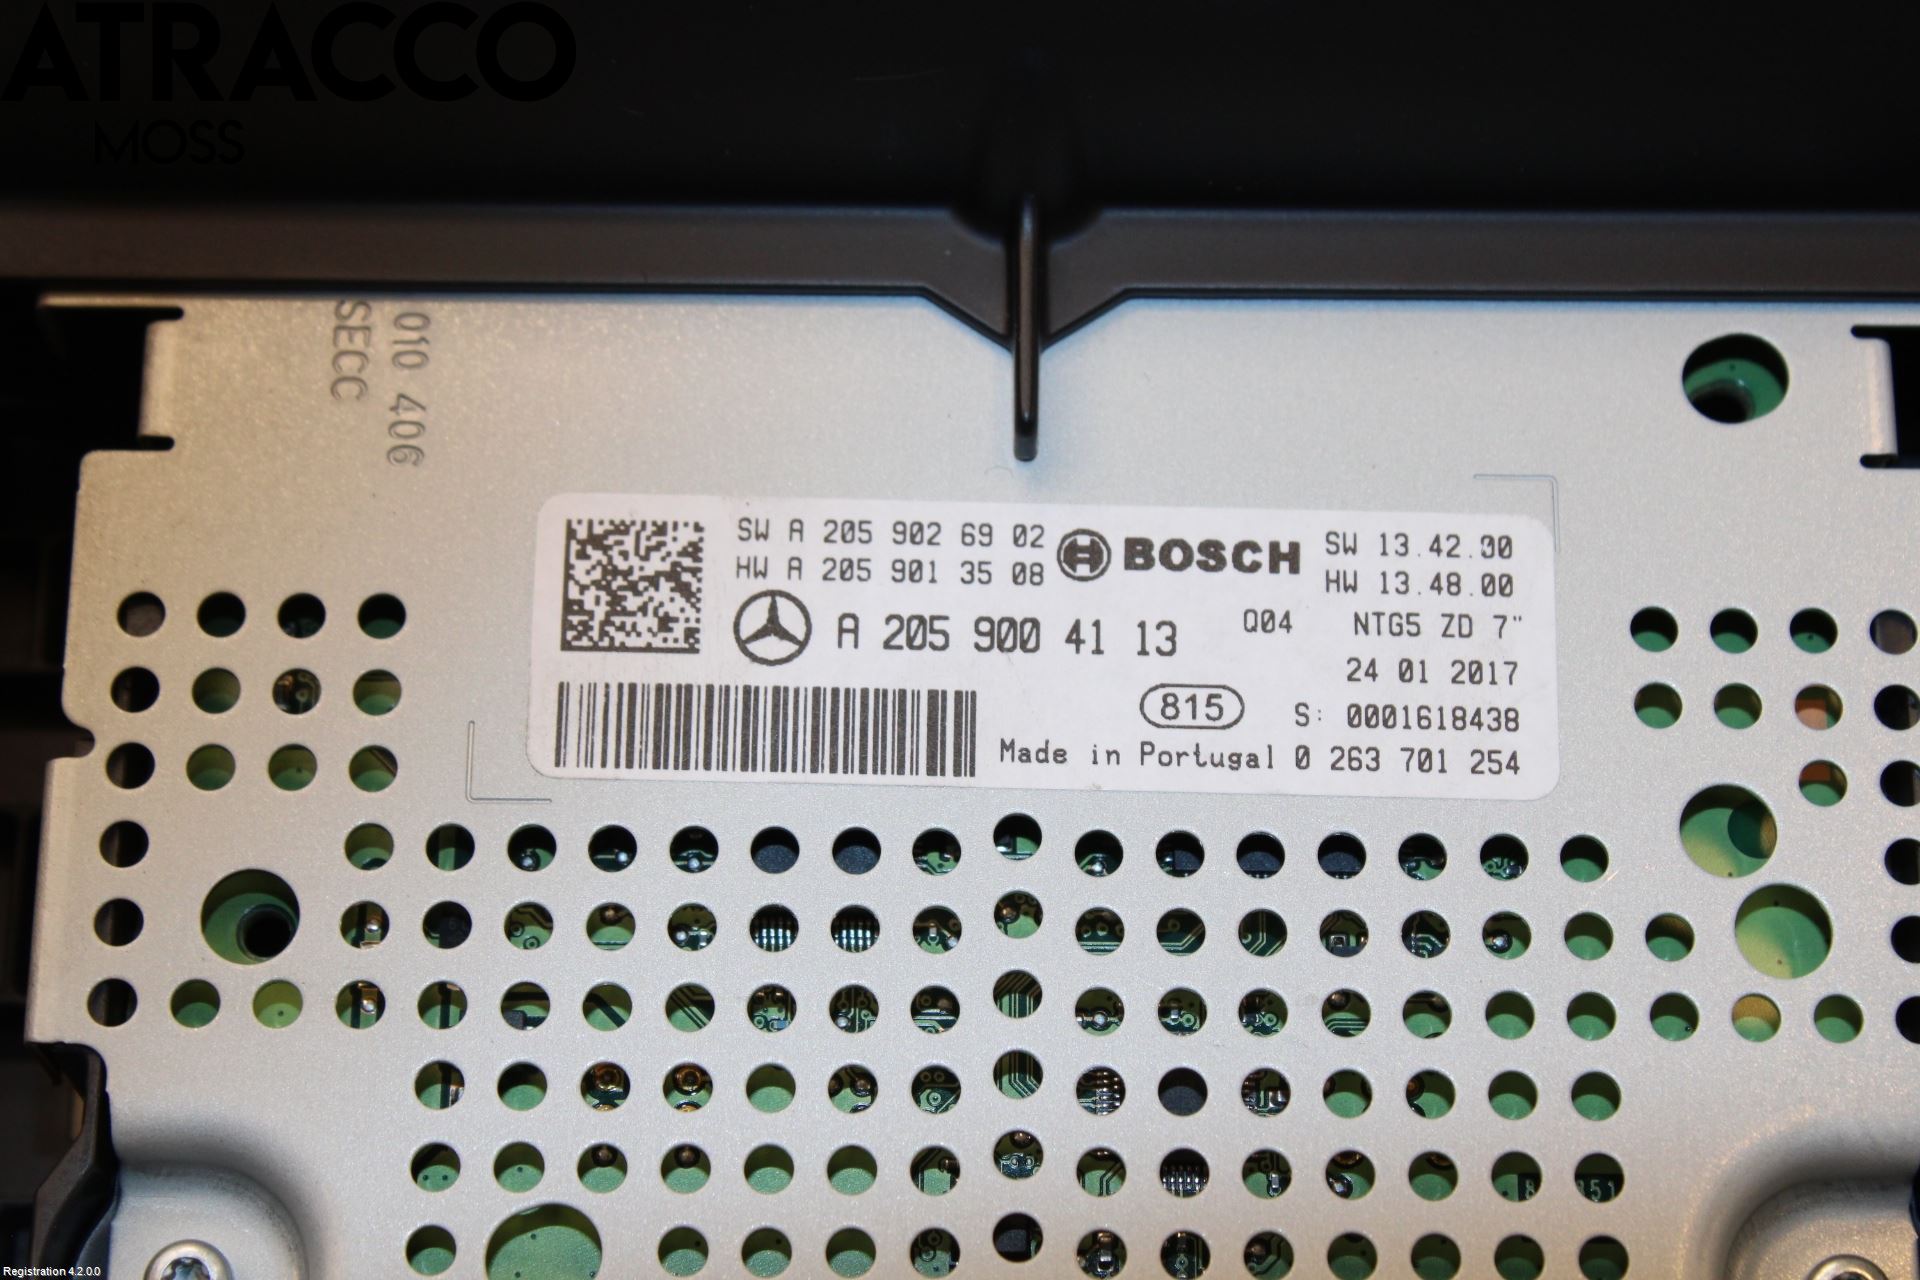 ATRACCO
MOSS
010 406
SECC
SW A 205 902 69 02
HW A 205 901 35 08
BOSCH
SW 13.42.00
HW 13.48.00
A 205 900 41 13
Q04 NTG5 ZD 7"
24 01 2017
815
S: 0001618438
Made in Portugal 0 263 701 254
Registration 4.2.0.0